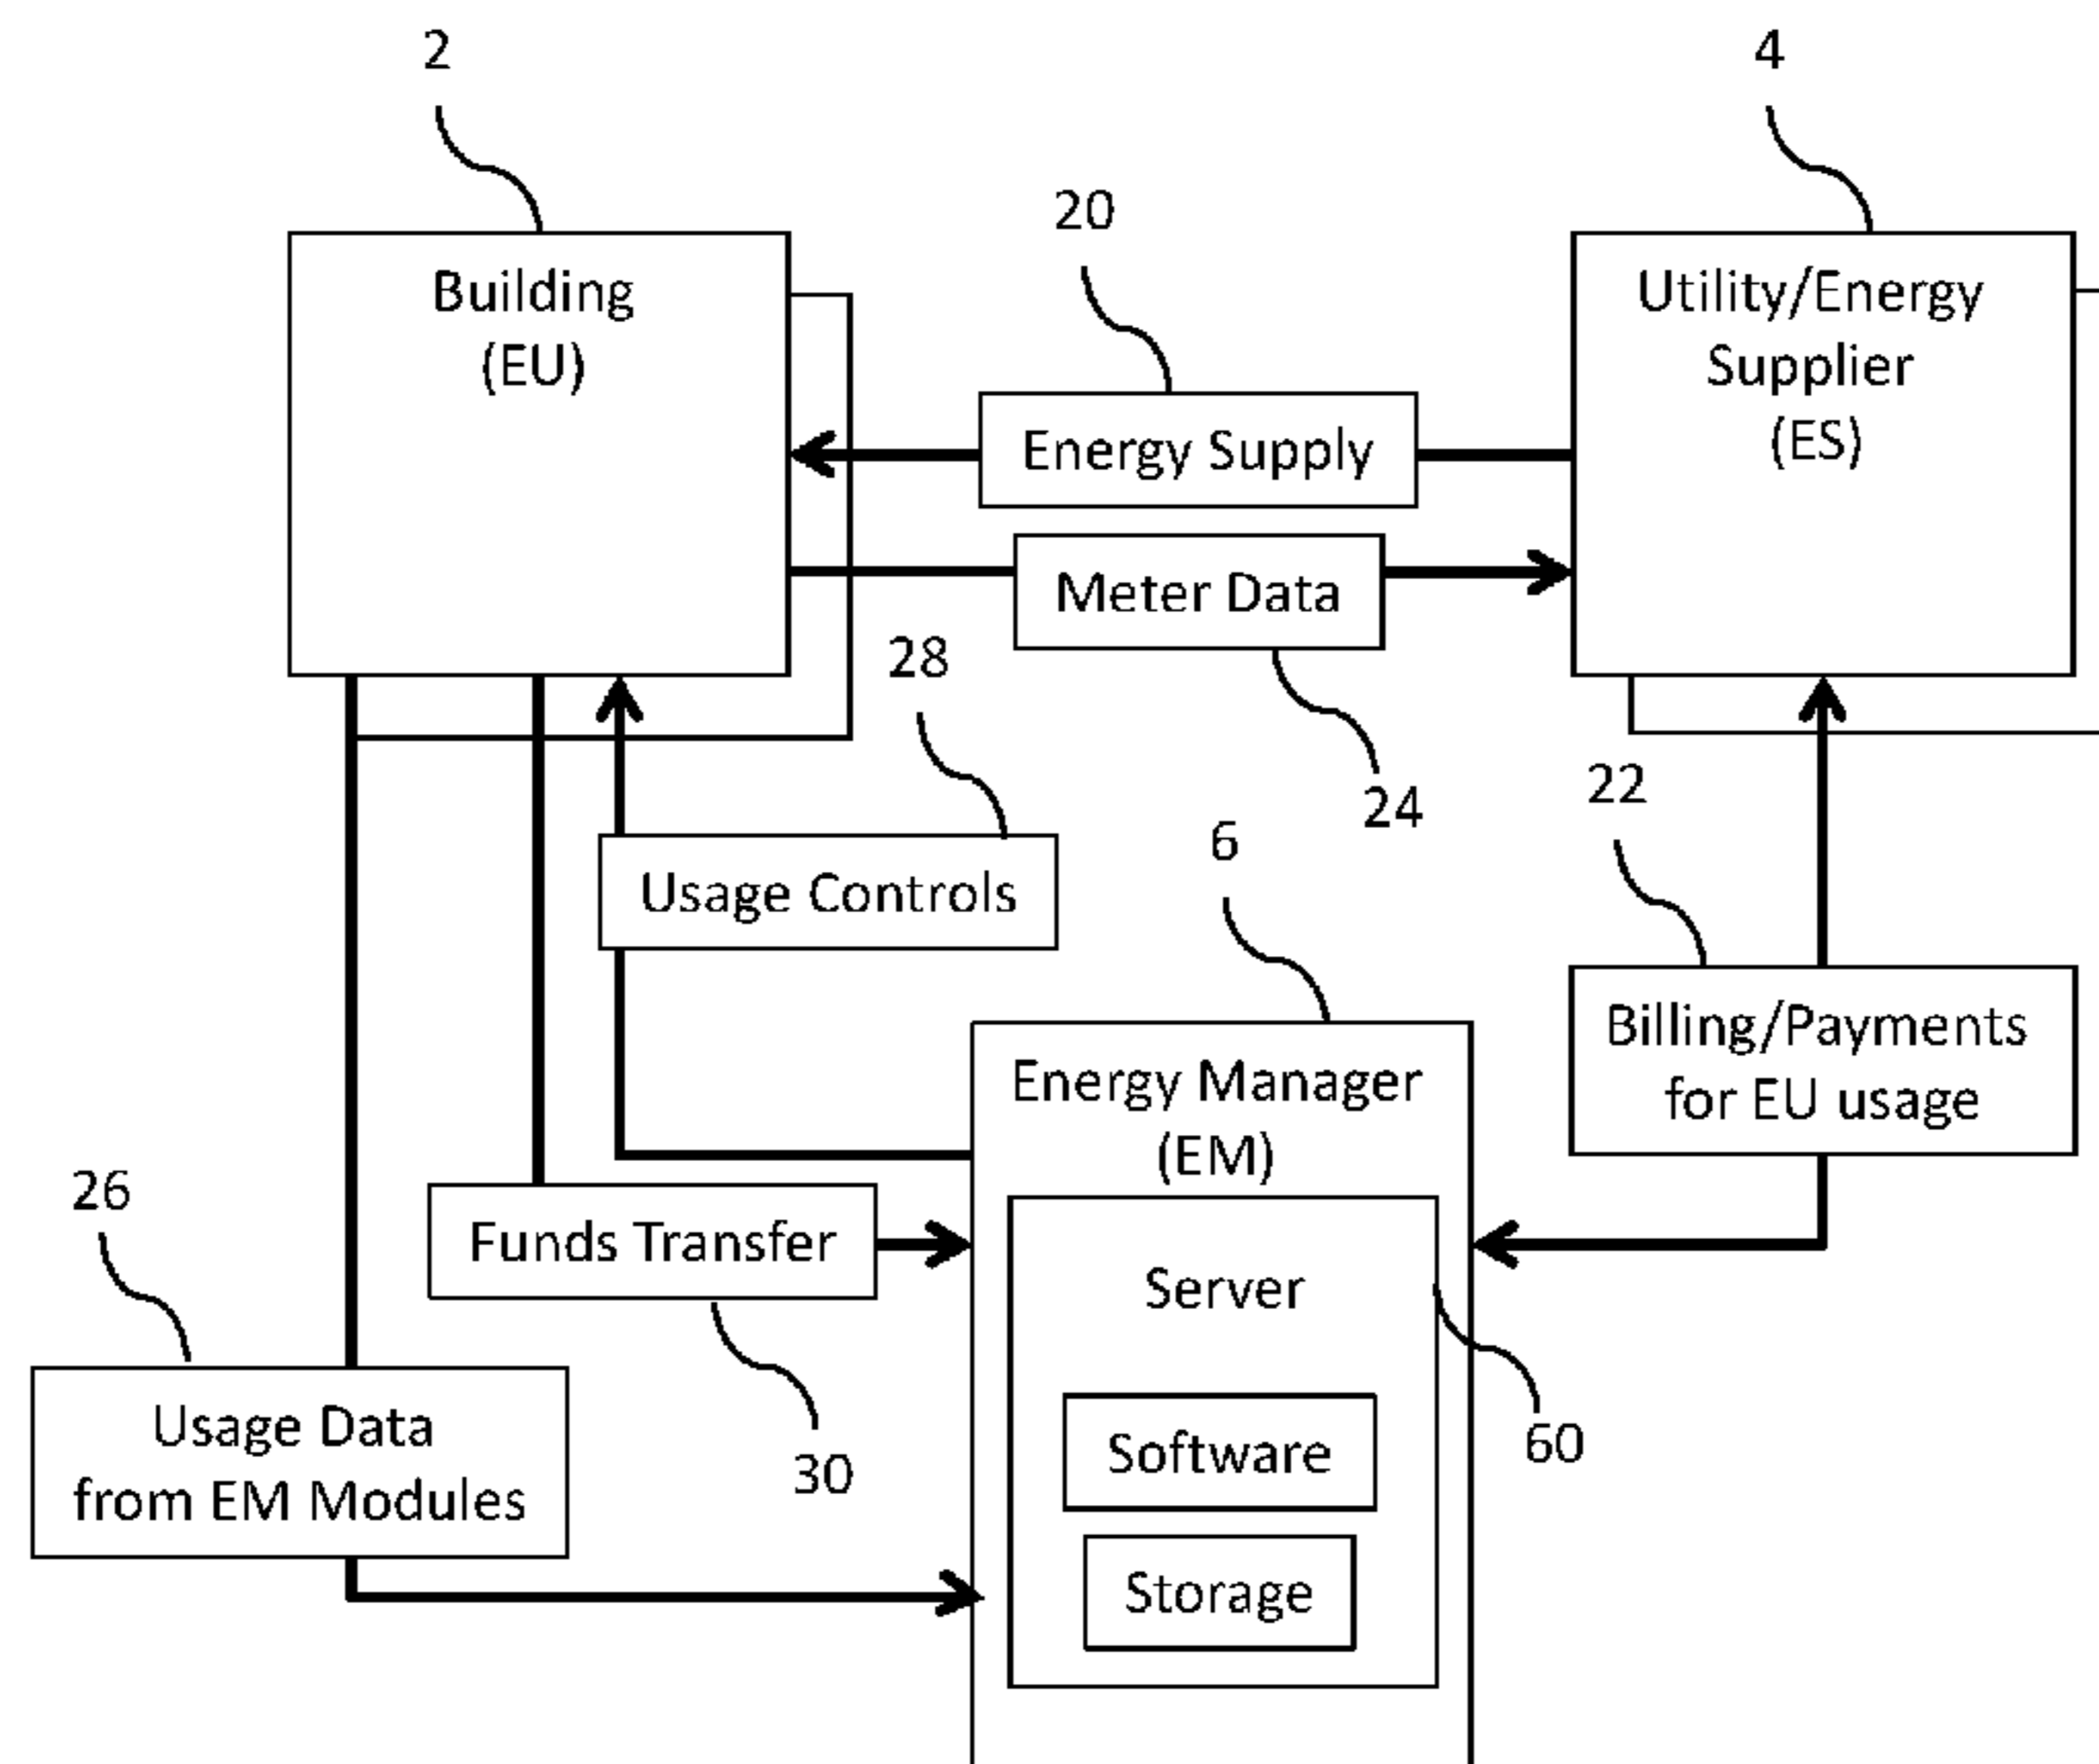 2
4
20
Building
(EU)
Utility/Energy
Supplier
(ES)
Energy Supply
Meter Data
28
24
22
6
Usage Controls
Billing/Payments
for EU usage
Energy Manager
(EM)
26
Funds Transfer
Server
30
60
Usage Data
from EM Modules
Software
Storage